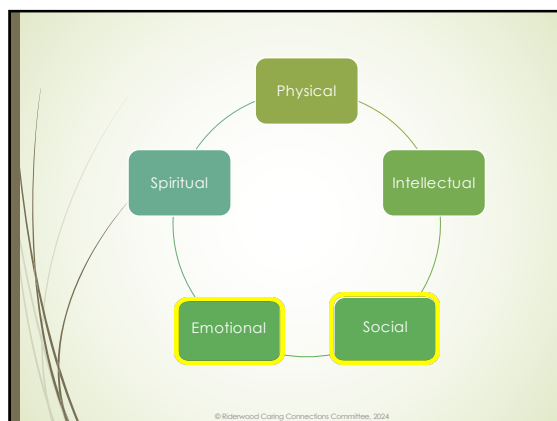 Physical
Spiritual
Intellectual
Emotional
Social
© Riderwood Caring Connections Committee, 2024